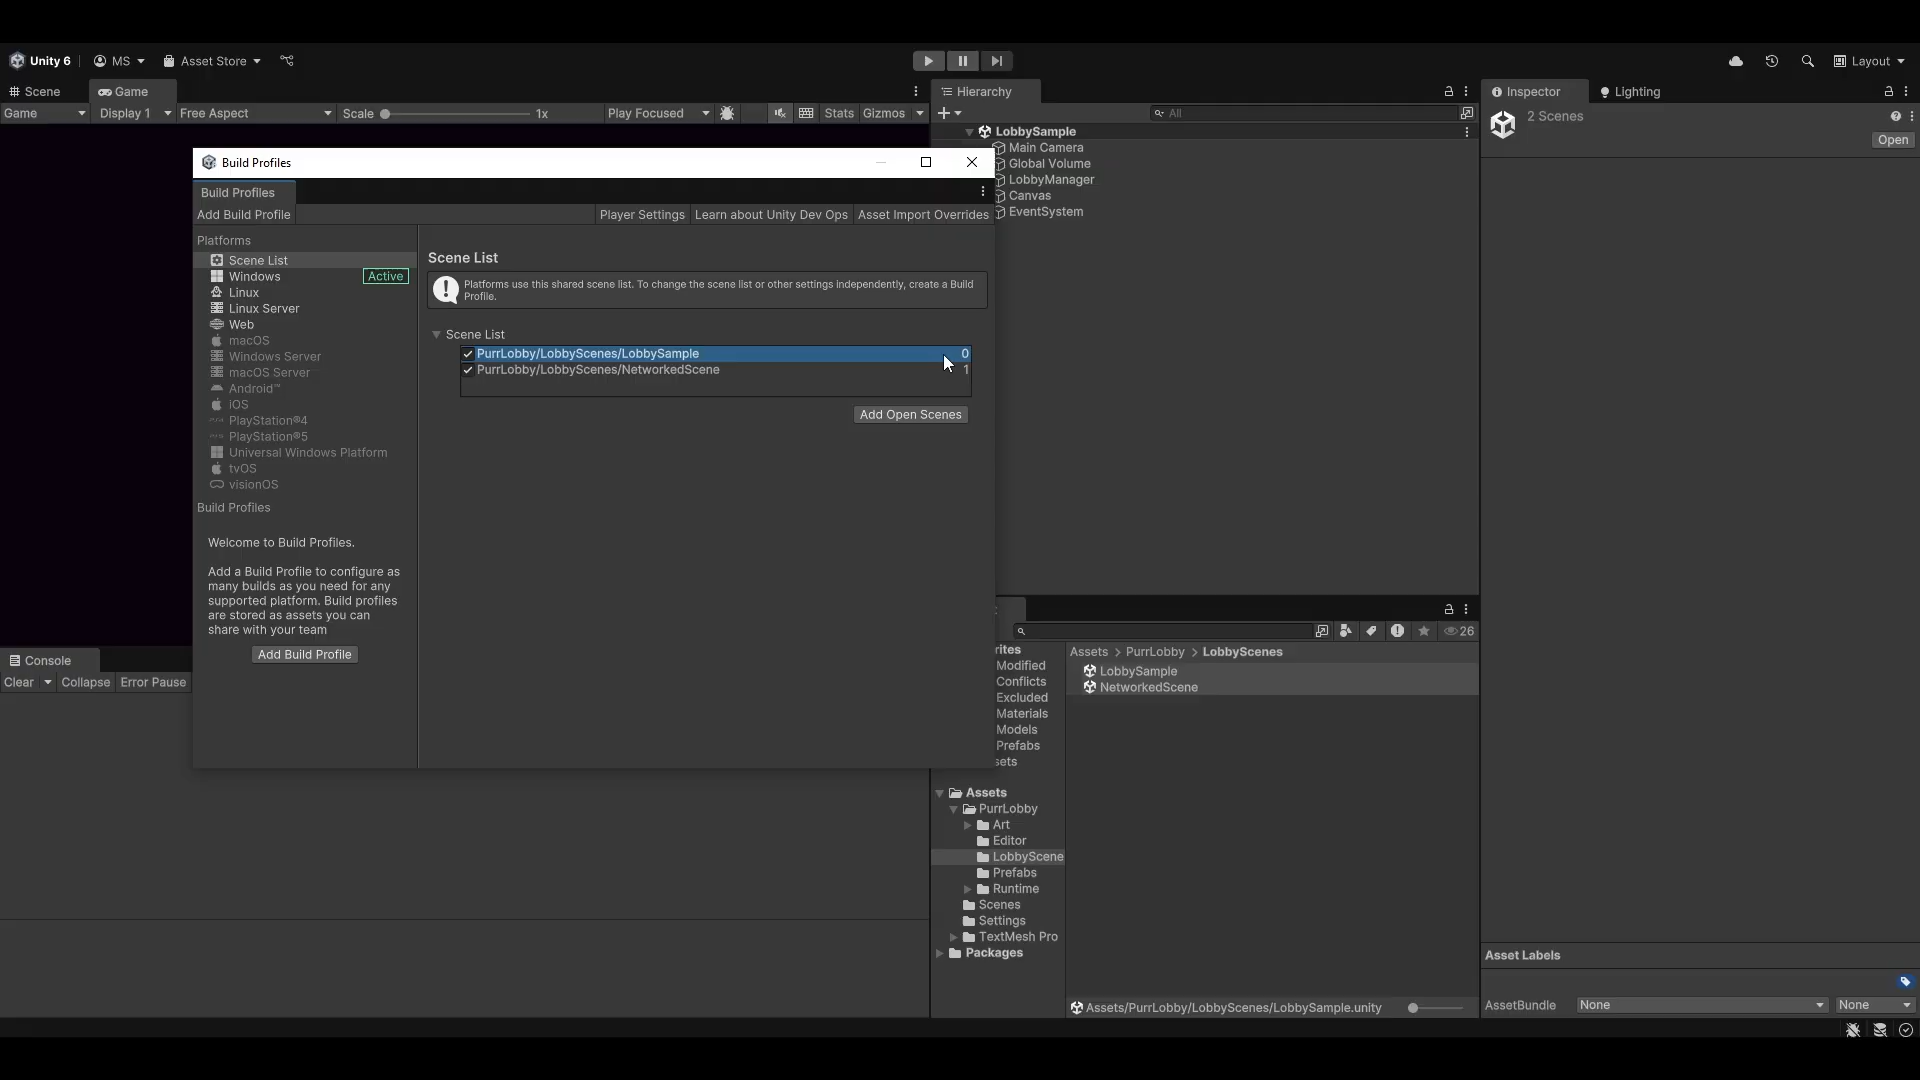 Unity 6
MS
Asset Store
Layout
Scene
Game
Hierarchy
Inspector
Lighting
Game
Display 1
Free Aspect
Scale
1x
Play Focused
Stats
Gizmos
All
2 Scenes
Open
LobbySample
Main Camera
Global Volume
LobbyManager
Canvas
EventSystem
Build Profiles
Build Profiles
Add Build Profile
Player Settings
Learn about Unity Dev Ops
Asset Import Overrides
Platforms
Scene List
Windows
Active
Linux
Linux Server
Web
macOS
Windows Server
macOS Server
Android™
iOS
PlayStation®4
PlayStation®5
Universal Windows Platform
tvOS
visionOS
Build Profiles
Welcome to Build Profiles.
Add a Build Profile to configure as
many builds as you need for any
supported platform. Build profiles
are stored as assets you can
share with your team
Add Build Profile
Scene List
Platforms use this shared scene list. To change the scene list or other settings independently, create a Build
Profile.
Scene List
PurrLobby/LobbyScenes/LobbySample 0
PurrLobby/LobbyScenes/NetworkedScene 1
Add Open Scenes
Console
Clear
Collapse
Error Pause
26
rites
Modified
Conflicts
Excluded
Materials
Models
Prefabs
sets
Assets
PurrLobby
Art
Editor
LobbyScene
Prefabs
Runtime
Scenes
Settings
TextMesh Pro
Packages
Assets > PurrLobby > LobbyScenes
LobbySample
NetworkedScene
Assets/PurrLobby/LobbyScenes/LobbySample.unity
Asset Labels
AssetBundle
None
None